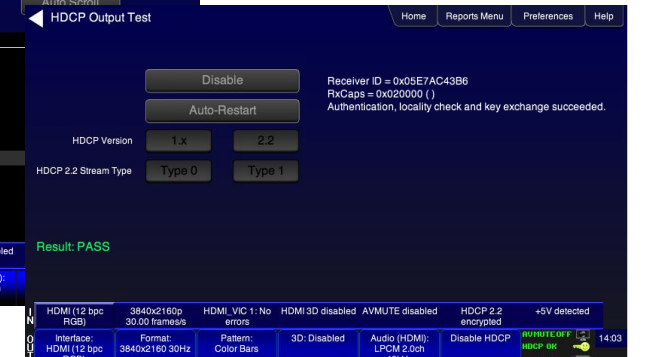 Auto Scroll
HDCP Output Test
Home
Reports Menu
Preferences
Help
Disable
Auto-Restart
Receiver ID = 0x05E7AC43B6
RxCaps = 0x020000 ( )
Authentication, locality check and key exchange succeeded.
HDCP Version
1.x
2.2
HDCP 2.2 Stream Type
Type 0
Type 1
Result: PASS
IN
HDMI (12 bpc
RGB)
3840x2160p
30.00 frames/s
HDMI_VIC 1: No
errors
HDMI 3D disabled
AVMUTE disabled
HDCP 2.2
encrypted
+5V detected
OUT
Interface:
HDMI (12 bpc
RGB)
Format:
3840x2160 30Hz
Pattern:
Color Bars
3D: Disabled
Audio (HDMI):
LPCM 2.0ch
Disable HDCP
AVMUTE OFF
HDCP OK
14:03